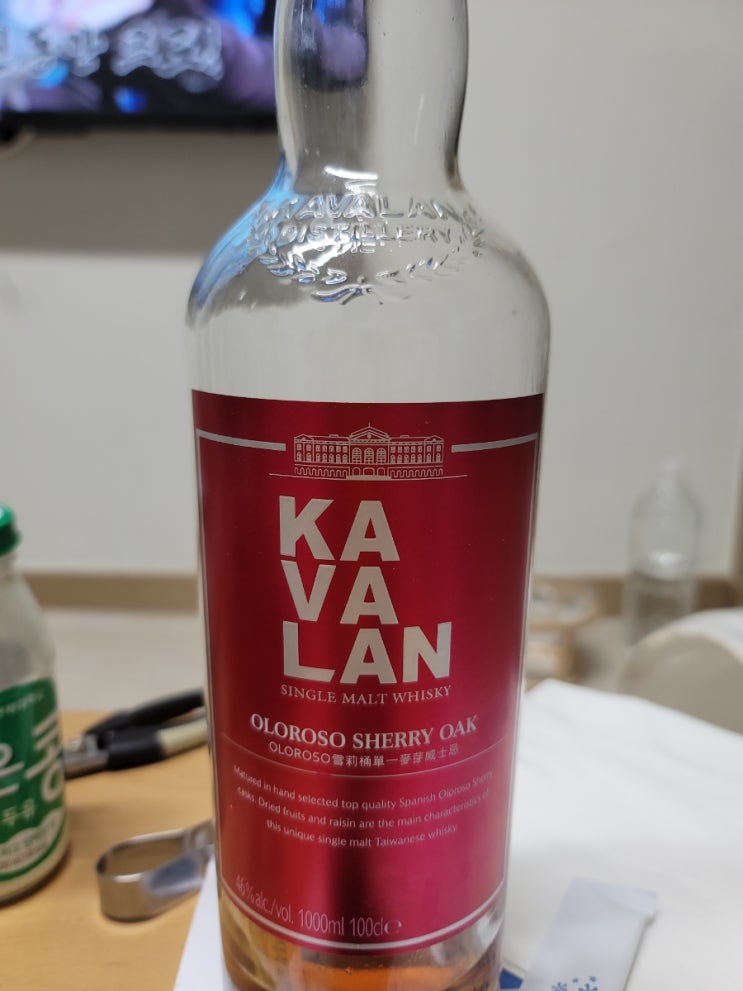 KAVALAN
DISTILLERY
KA
VA
LAN
SINGLE MALT WHISKY
OLOROSO SHERRY OAK
OLOROSO雪莉桶單一麥芽威士忌
Matured in hand selected top quality Spanish Oloroso Sherry
casks. Dried fruits and raisin are the main characteristics of
this unique single malt Taiwanese whisky.
46%alc./vol. 1000ml 100cl℮
두유